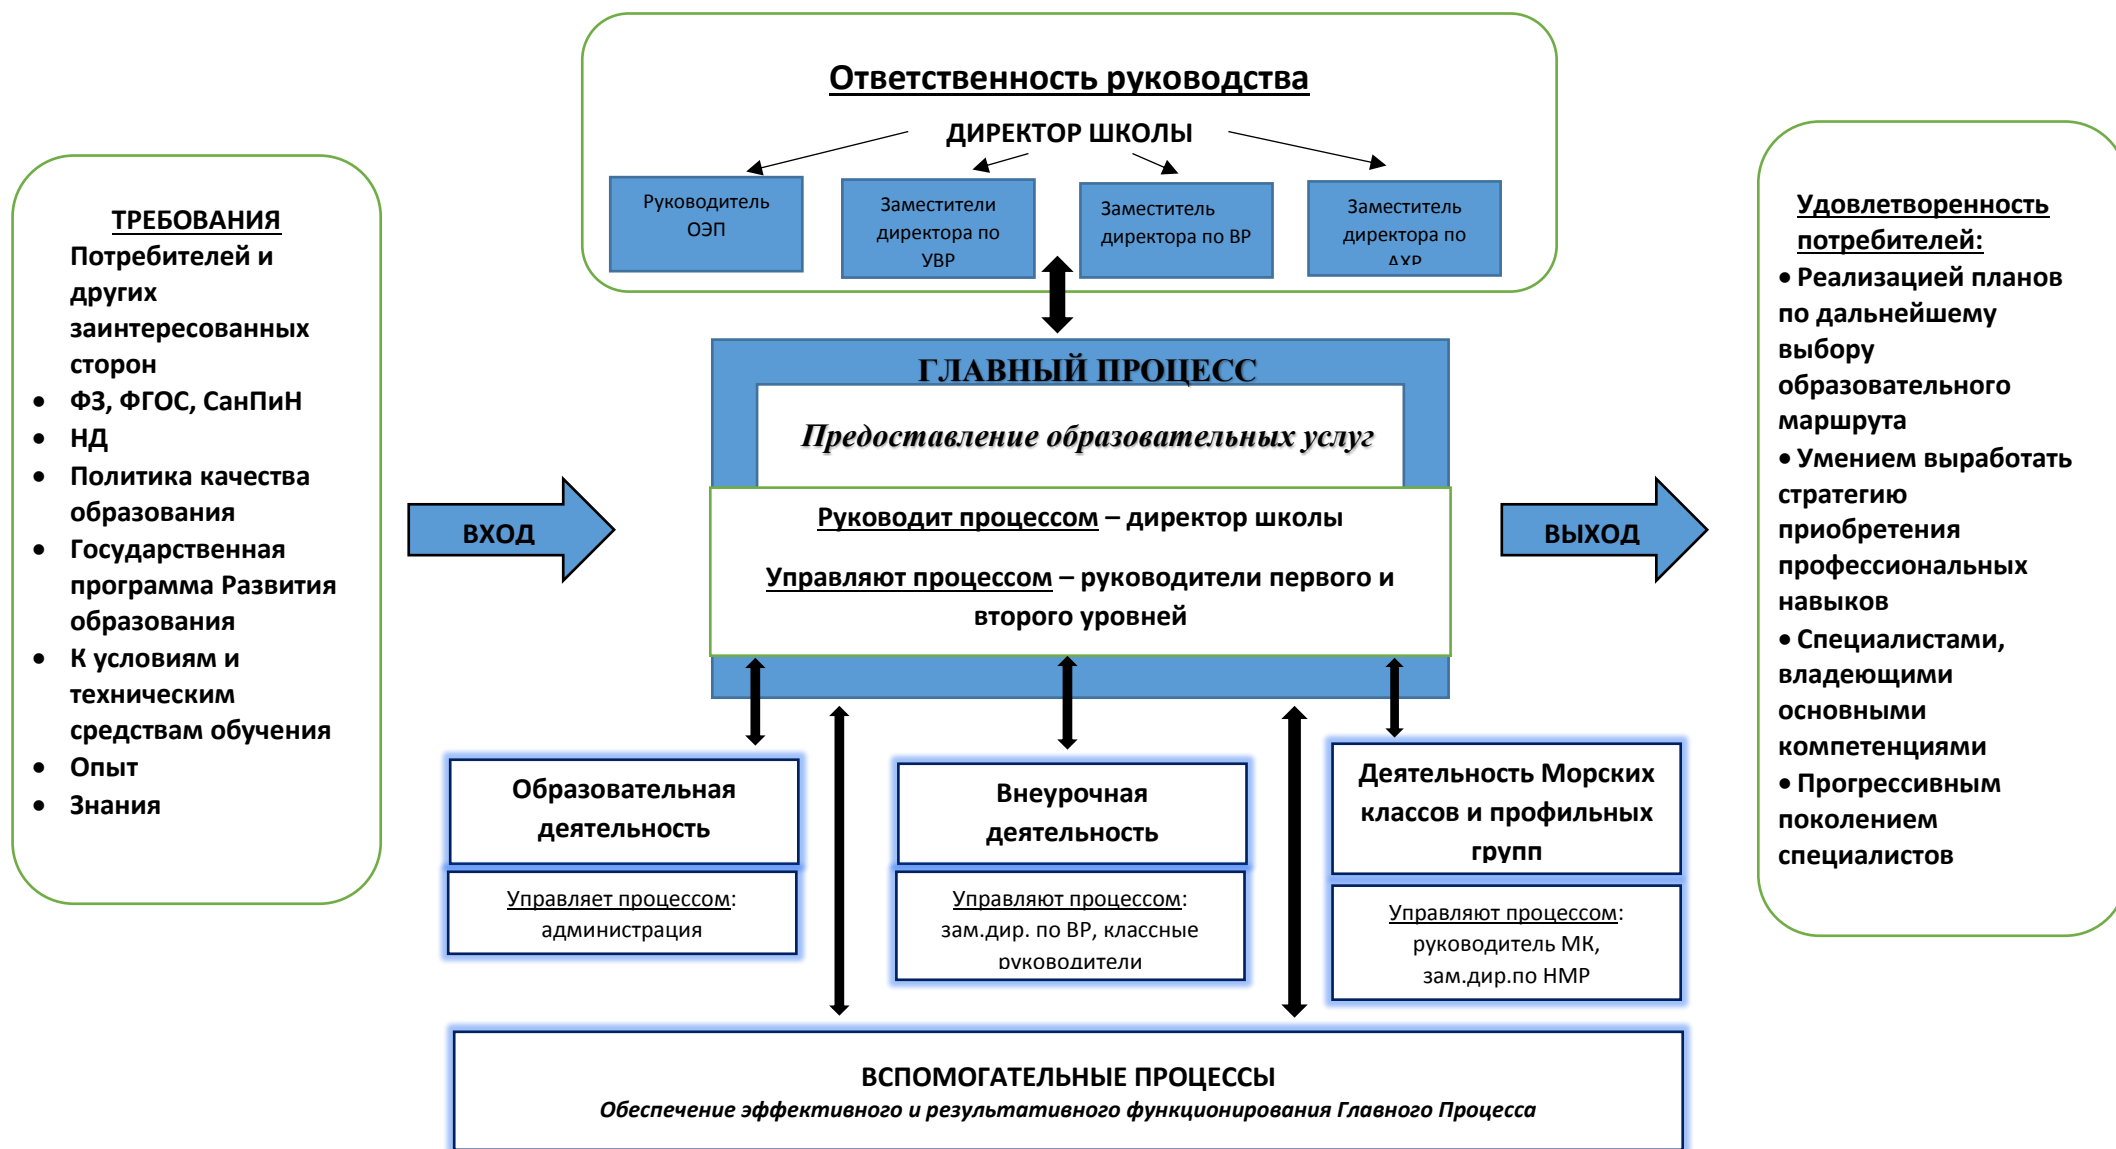 Ответственность руководства
ДИРЕКТОР ШКОЛЫ
Руководитель
ОЭП
Заместители
директора по
УВР
Заместитель
директора по ВР
Заместитель
директора по
АХР
ТРЕБОВАНИЯ
Потребителей и
других
заинтересованных
сторон
• ФЗ, ФГОС, СанПиН
• НД
• Политика качества
образования
• Государственная
программа Развития
образования
• К условиям и
техническим
средствам обучения
• Опыт
• Знания
ВХОД
ГЛАВНЫЙ ПРОЦЕСС
Предоставление образовательных услуг
Руководит процессом – директор школы
Управляют процессом – руководители первого и
второго уровней
ВЫХОД
Удовлетворенность
потребителей:
• Реализацией планов
по дальнейшему
выбору
образовательного
маршрута
• Умением выработать
стратегию
приобретения
профессиональных
навыков
• Специалистами,
владеющими
основными
компетенциями
• Прогрессивным
поколением
специалистов
Образовательная
деятельность
Управляет процессом:
администрация
Внеурочная
деятельность
Управляют процессом:
зам.дир. по ВР, классные
руководители
Деятельность Морских
классов и профильных
групп
Управляют процессом:
руководитель МК,
зам.дир.по НМР
ВСПОМОГАТЕЛЬНЫЕ ПРОЦЕССЫ
Обеспечение эффективного и результативного функционирования Главного Процесса